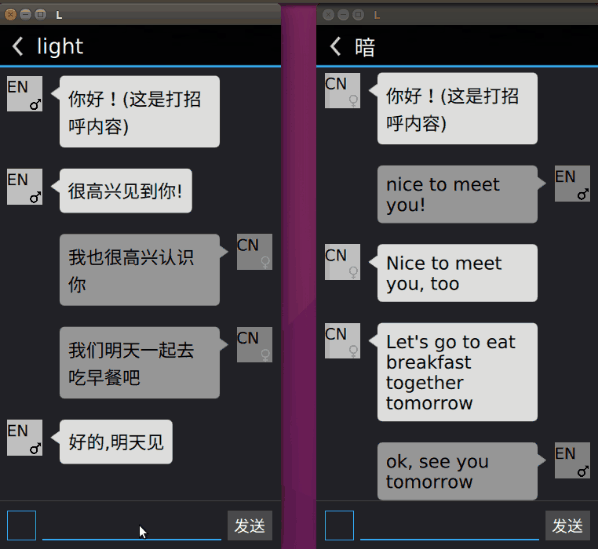 L
light
EN
你好！(这是打招
呼内容)
EN
很高兴见到你!
CN
我也很高兴认识
你
CN
我们明天一起去
吃早餐吧
EN
好的,明天见
发送
L
暗
CN
你好！(这是打招
呼内容)
EN
nice to meet
you!
CN
Nice to meet
you, too
CN
Let's go to eat
breakfast
together
tomorrow
EN
ok, see you
tomorrow
发送